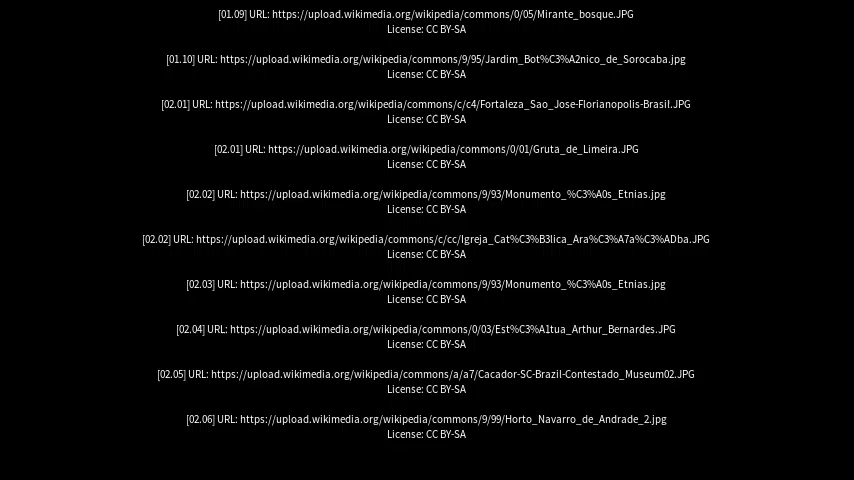 [01.09] URL: https://upload.wikimedia.org/wikipedia/commons/0/05/Mirante_bosque.JPG
License: CC BY-SA
[01.10] URL: https://upload.wikimedia.org/wikipedia/commons/9/95/Jardim_Bot%C3%A2nico_de_Sorocaba.jpg
License: CC BY-SA
[02.01] URL: https://upload.wikimedia.org/wikipedia/commons/c/c4/Fortaleza_Sao_Jose-Florianopolis-Brasil.JPG
License: CC BY-SA
[02.01] URL: https://upload.wikimedia.org/wikipedia/commons/0/01/Gruta_de_Limeira.JPG
License: CC BY-SA
[02.02] URL: https://upload.wikimedia.org/wikipedia/commons/9/93/Monumento_%C3%A0s_Etnias.jpg
License: CC BY-SA
[02.02] URL: https://upload.wikimedia.org/wikipedia/commons/c/cc/Igreja_Cat%C3%B3lica_Ara%C3%A7a%C3%ADba.JPG
License: CC BY-SA
[02.03] URL: https://upload.wikimedia.org/wikipedia/commons/9/93/Monumento_%C3%A0s_Etnias.jpg
License: CC BY-SA
[02.04] URL: https://upload.wikimedia.org/wikipedia/commons/0/03/Est%C3%A1tua_Arthur_Bernardes.JPG
License: CC BY-SA
[02.05] URL: https://upload.wikimedia.org/wikipedia/commons/a/a7/Cacador-SC-Brazil-Contestado_Museum02.JPG
License: CC BY-SA
[02.06] URL: https://upload.wikimedia.org/wikipedia/commons/9/99/Horto_Navarro_de_Andrade_2.jpg
License: CC BY-SA